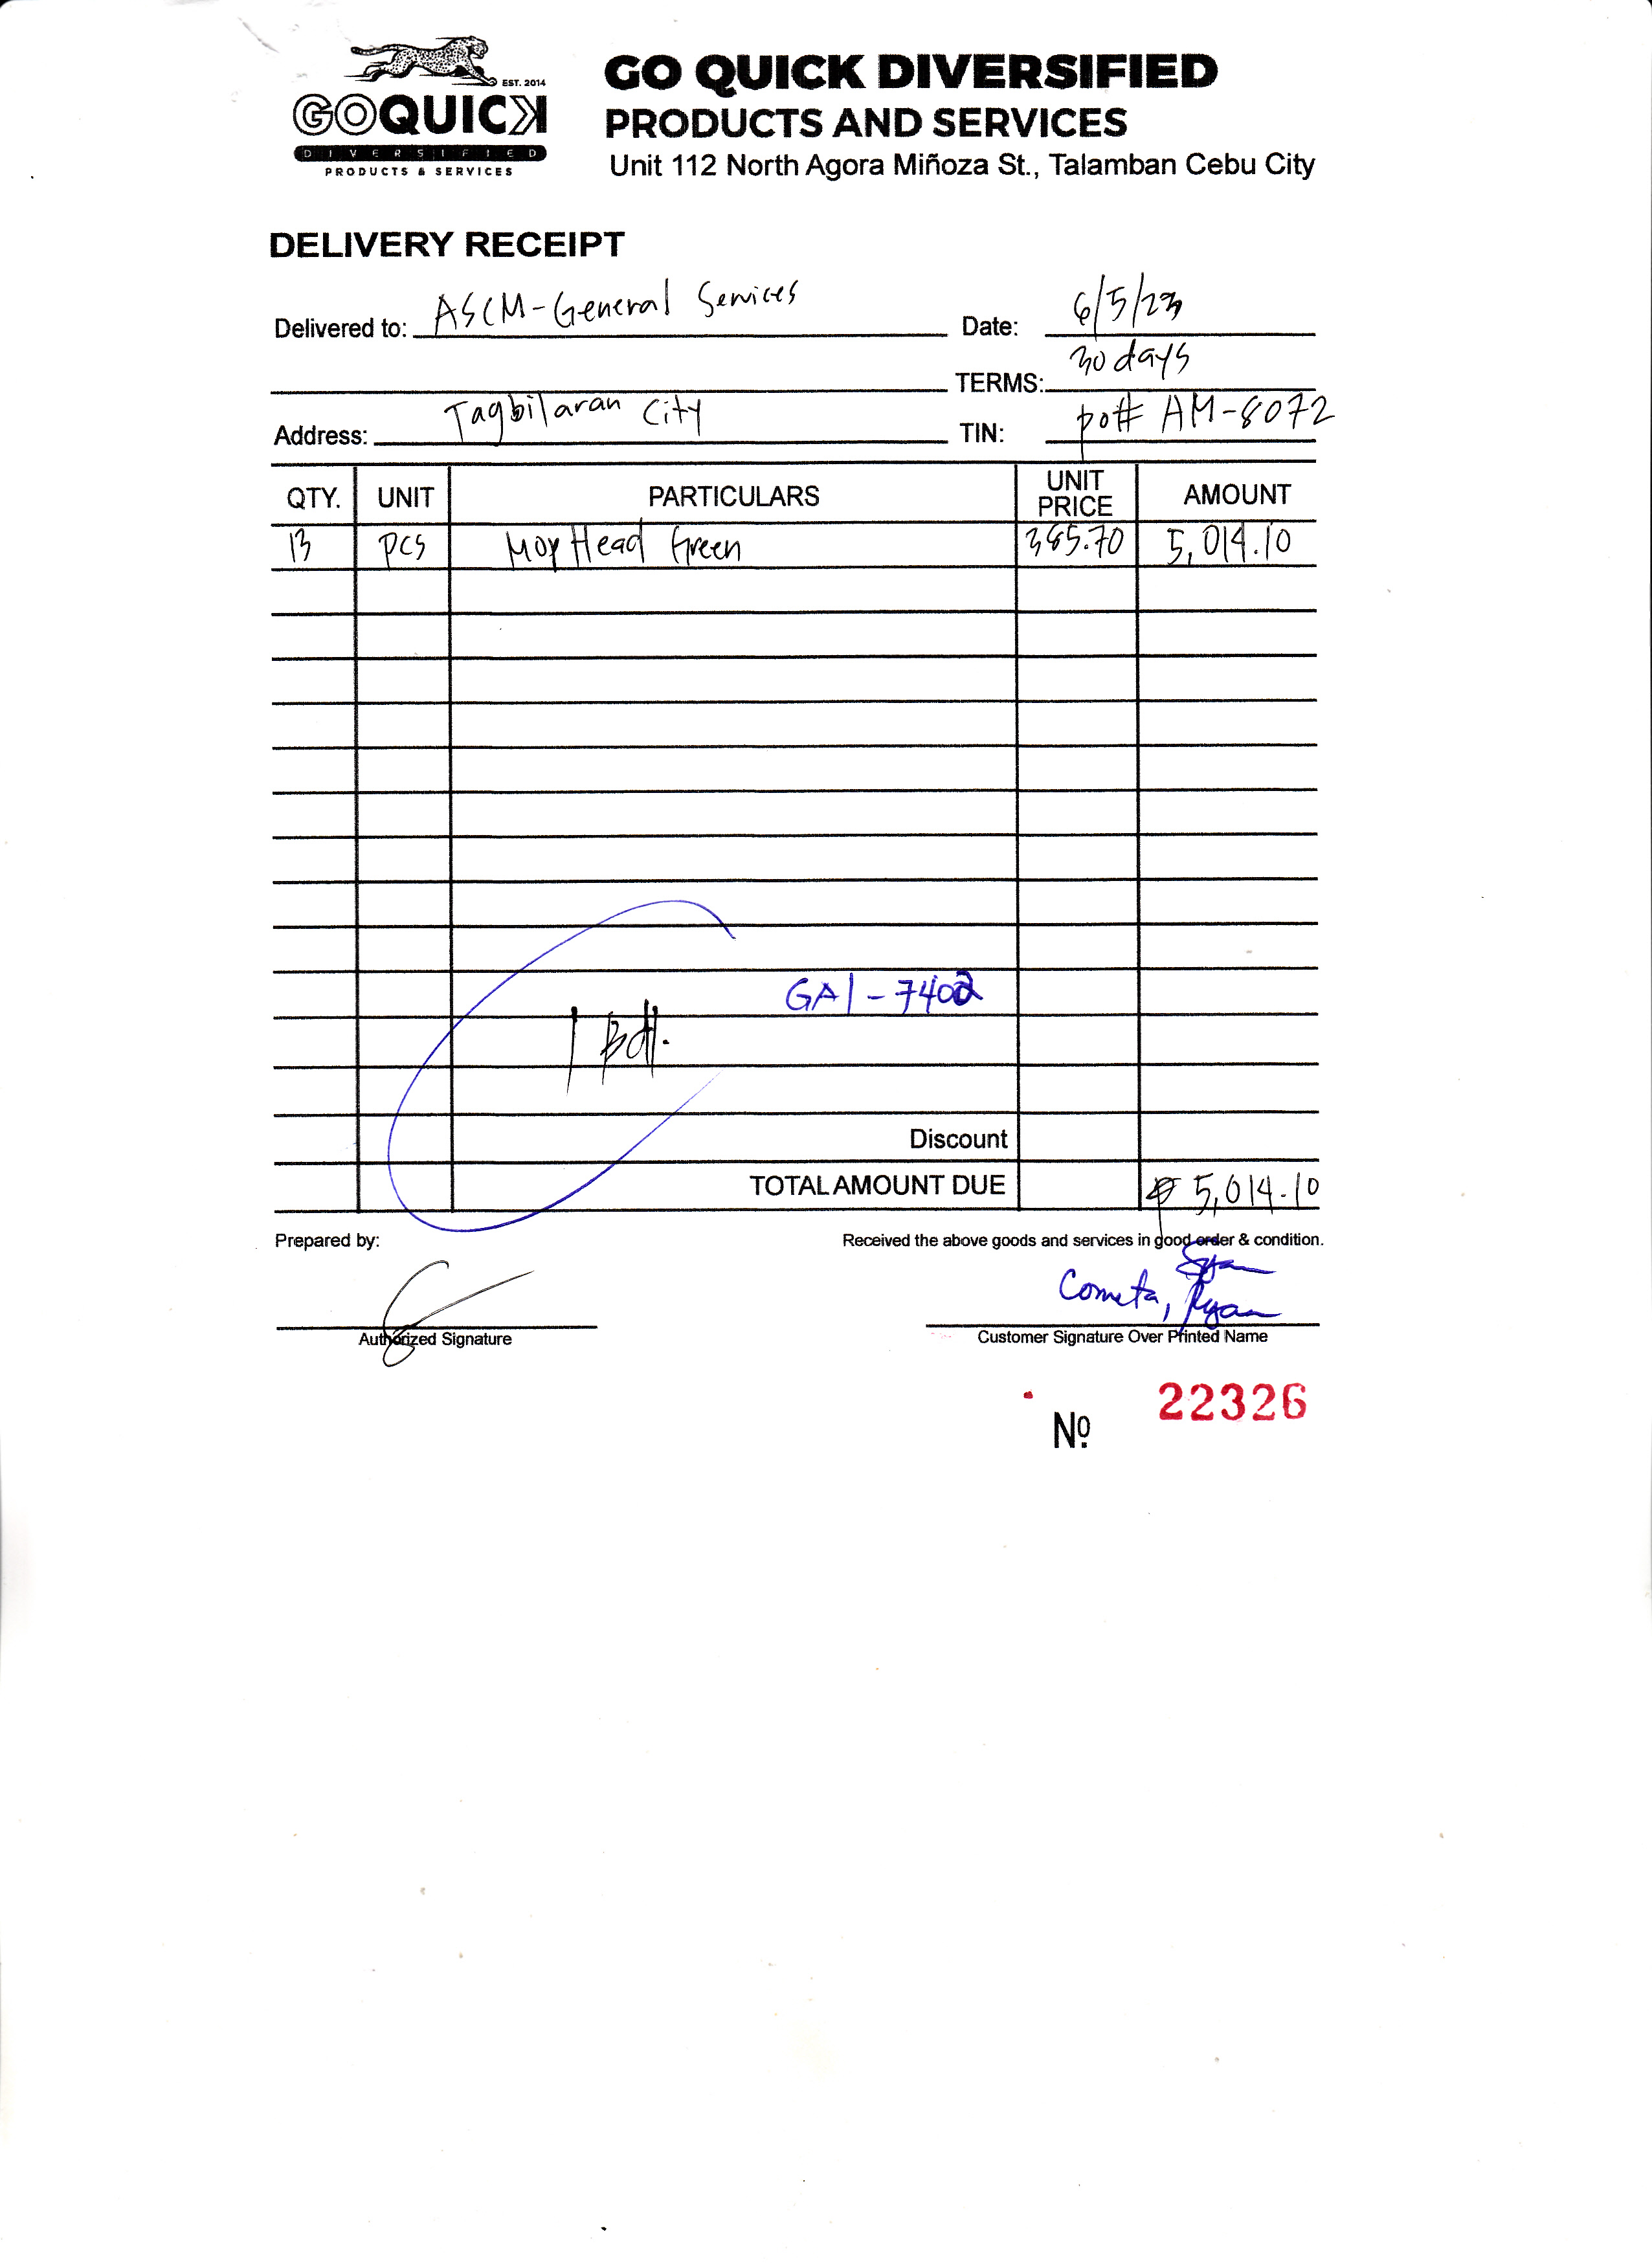 EST. 2014
GOQUICK
DIVERSIFIED
PRODUCTS & SERVICES
GO QUICK DIVERSIFIED
PRODUCTS AND SERVICES
Unit 112 North Agora Miñoza St., Talamban Cebu City
DELIVERY RECEIPT
Delivered to: ASCM-General Services Date: 6/5/23
TERMS: 30 days
Address: Tagbilaran City TIN: po# AM-8072
QTY. UNIT PARTICULARS UNIT PRICE AMOUNT
13 pcs Mop Head Green 385.70 5,014.10
GA1-7402
1 Bdl.
Discount
TOTAL AMOUNT DUE ₱ 5,014.10
Prepared by: Received the above goods and services in good order & condition.
Cometa, Ryan
Authorized Signature Customer Signature Over Printed Name
Nº 22326